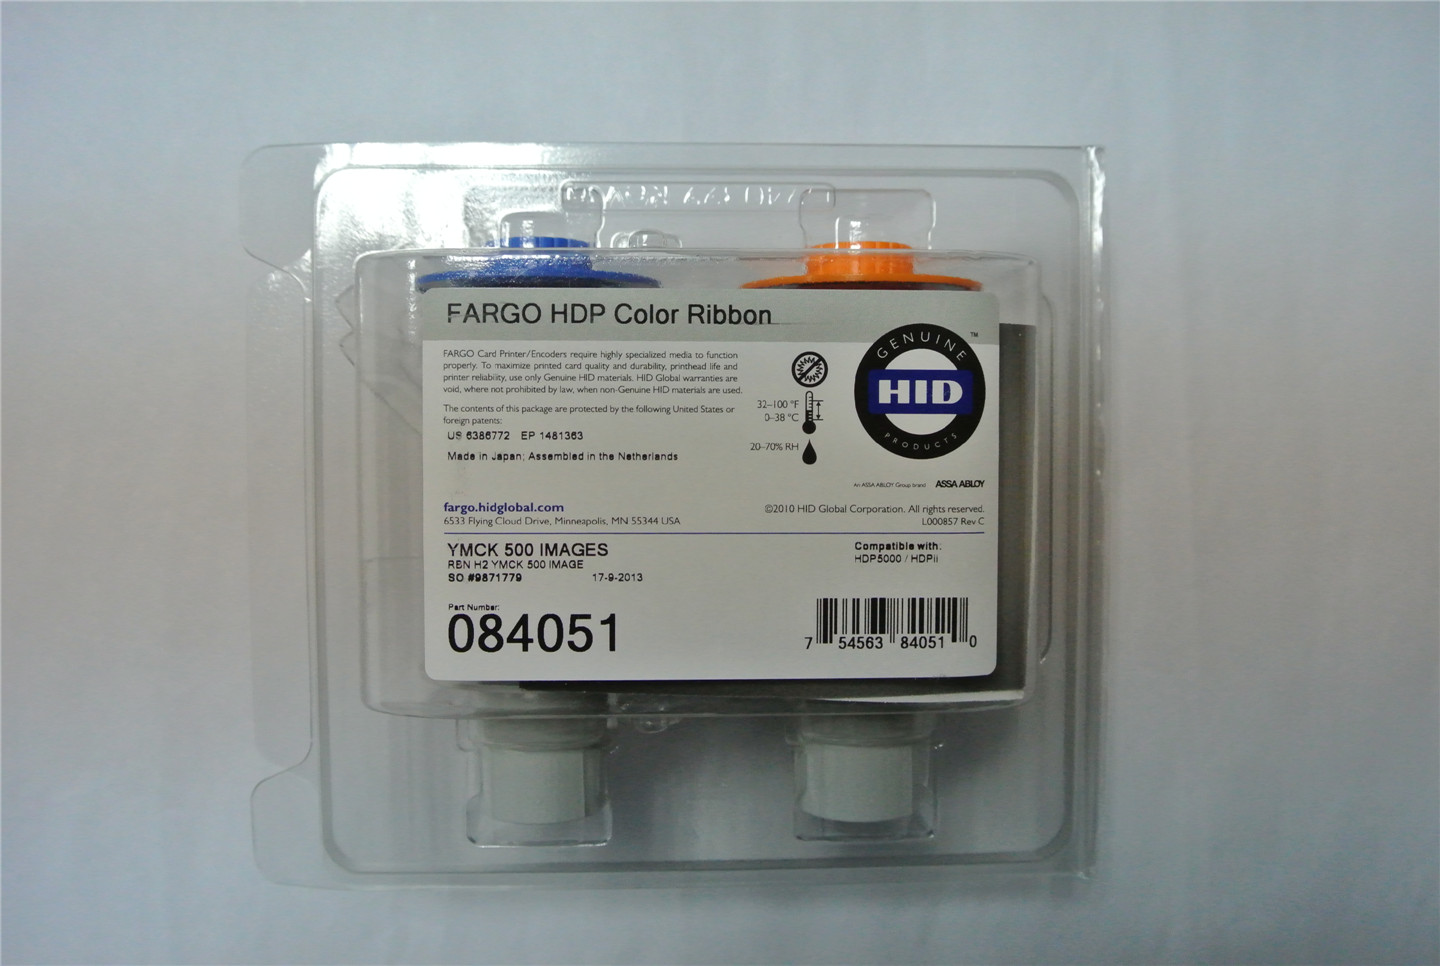 FARGO HDP Color Ribbon
FARGO Card Printer/Encoders require highly specialized media to function
properly. To maximize printed card quality and durability, printhead life and
printer reliability, use only Genuine HID materials. HID Global warranties are
void, where not prohibited by law, when non-Genuine HID materials are used.
The contents of this package are protected by the following United States or
foreign patents:
US 6386772 EP 1481363
Made in Japan; Assembled in the Netherlands
32–100 °F
0–38 °C
20–70% RH
GENUINE
™
HID
PRODUCTS
An ASSA ABLOY Group brand ASSA ABLOY
fargo.hidglobal.com
6533 Flying Cloud Drive, Minneapolis, MN 55344 USA
©2010 HID Global Corporation. All rights reserved.
L000857 Rev C
YMCK 500 IMAGES
RBN H2 YMCK 500 IMAGE
SO #9871779 17-9-2013
Compatible with:
HDP5000 / HDPii
Part Number:
084051
7 54563 84051 0